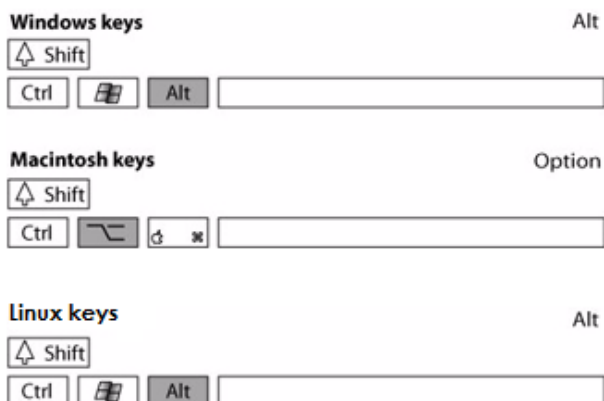 Windows keys Alt
Shift
Ctrl Alt
Macintosh keys Option
Shift
Ctrl
Linux keys Alt
Shift
Ctrl Alt